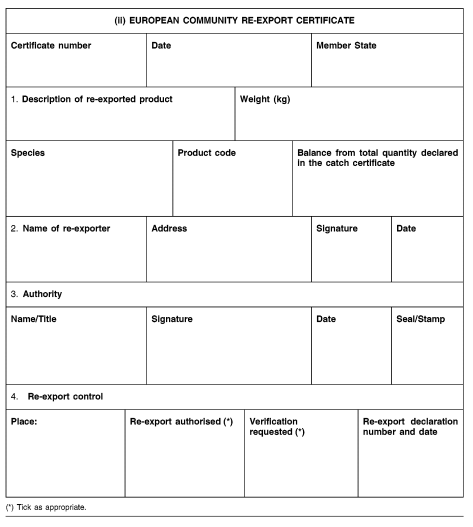 (II) EUROPEAN COMMUNITY RE-EXPORT CERTIFICATE
Certificate number
Date
Member State
1. Description of re-exported product
Weight (kg)
Species
Product code
Balance from total quantity declared
in the catch certificate
2. Name of re-exporter
Address
Signature
Date
3. Authority
Name/Title
Signature
Date
Seal/Stamp
4. Re-export control
Place:
Re-export authorised (*)
Verification
requested (*)
Re-export declaration
number and date
(*) Tick as appropriate.